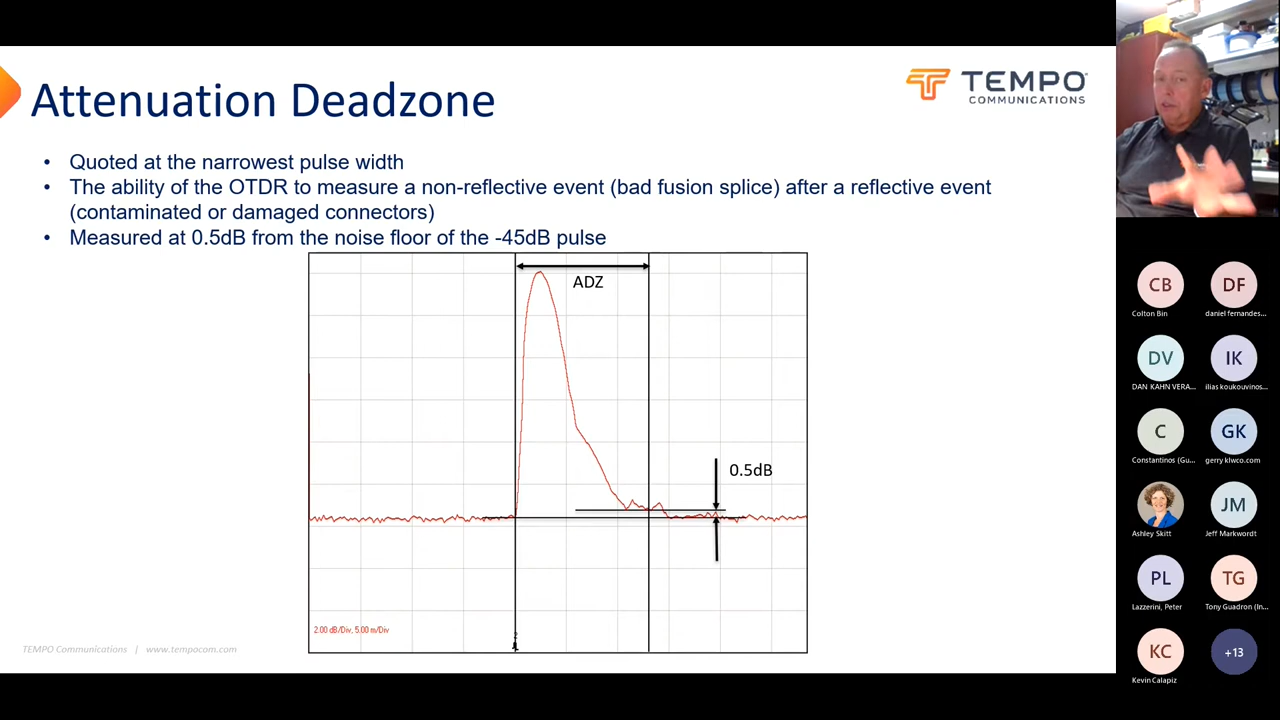 Attenuation Deadzone
TEMPO
COMMUNICATIONS
• Quoted at the narrowest pulse width
• The ability of the OTDR to measure a non-reflective event (bad fusion splice) after a reflective event
(contaminated or damaged connectors)
• Measured at 0.5dB from the noise floor of the -45dB pulse
ADZ
0.5dB
2.00 dB/Div, 5.00 m/Div
TEMPO Communications | www.tempocom.com
CB
DF
Colton Bin
daniel fernandes...
DV
IK
DAN KAHN VERA...
ilias koukouvinos...
C
GK
Constantinos (Gu...
gerry klwco.com
JM
Ashley Skitt
Jeff Markwordt
PL
TG
Lazzerini, Peter
Tony Guadron (In...
KC
+13
Kevin Calapiz